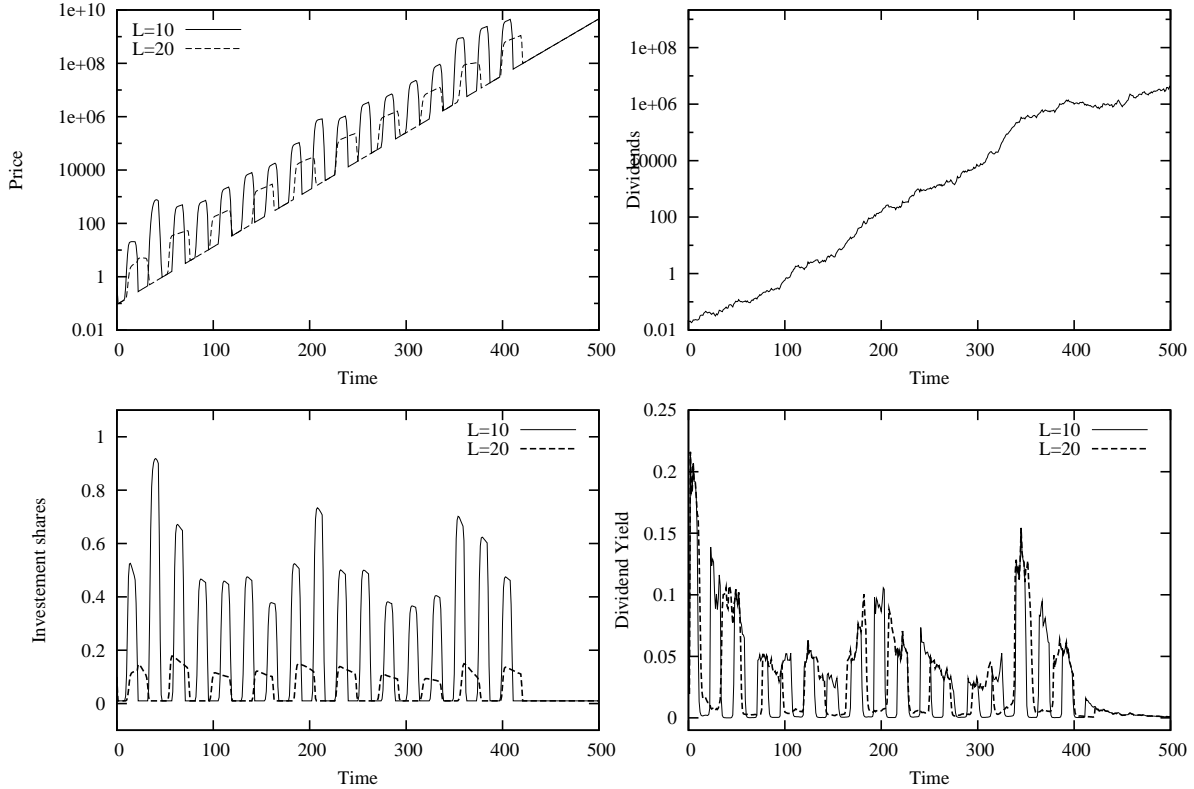 1e+10
1e+08
1e+06
10000
100
1
0.01
Price
L=10
L=20
0 100 200 300 400 500
Time
1e+08
1e+06
10000
100
1
0.01
Dividends
0 100 200 300 400 500
Time
1
0.8
0.6
0.4
0.2
0
Investement shares
L=10
L=20
0 100 200 300 400 500
Time
0.25
0.2
0.15
0.1
0.05
0
Dividend Yield
L=10
L=20
0 100 200 300 400 500
Time